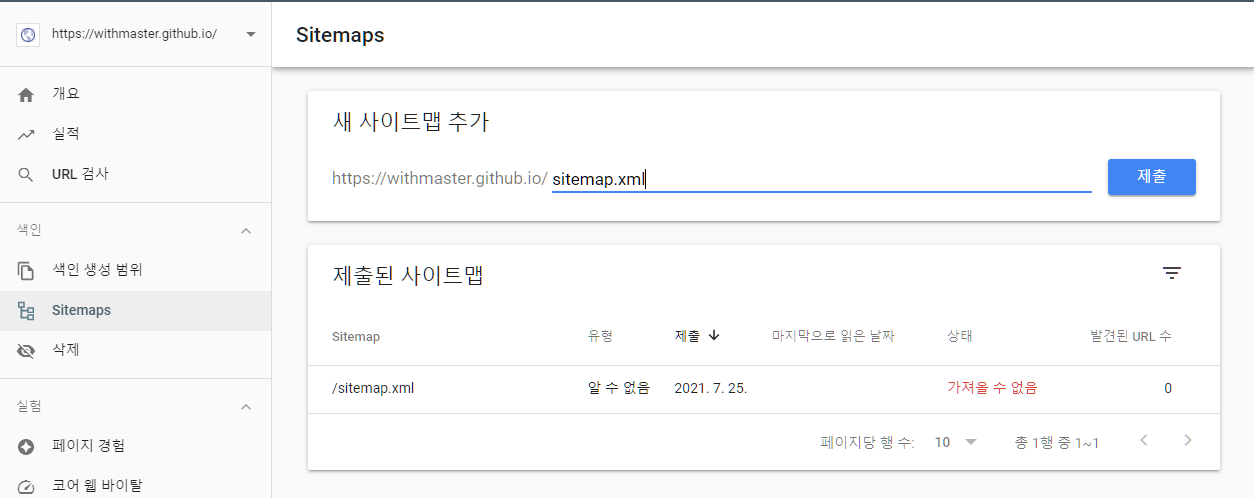 https://withmaster.github.io/
Sitemaps
개요
실적
URL 검사
색인
색인 생성 범위
Sitemaps
삭제
실험
페이지 경험
코어 웹 바이탈
새 사이트맵 추가
https://withmaster.github.io/ sitemap.xml
제출
제출된 사이트맵
Sitemap 유형 제출 마지막으로 읽은 날짜 상태 발견된 URL 수
/sitemap.xml 알 수 없음 2021. 7. 25. 가져올 수 없음 0
페이지당 행 수: 10 총 1행 중 1~1